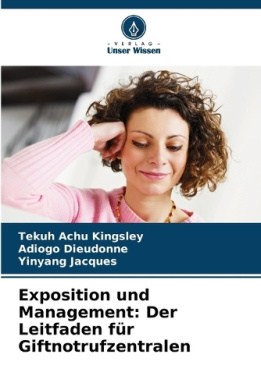 - VERLAG -
Unser Wissen
Tekuh Achu Kingsley
Adiogo Dieudonne
Yinyang Jacques
Exposition und
Management: Der
Leitfaden für
Giftnotrufzentralen